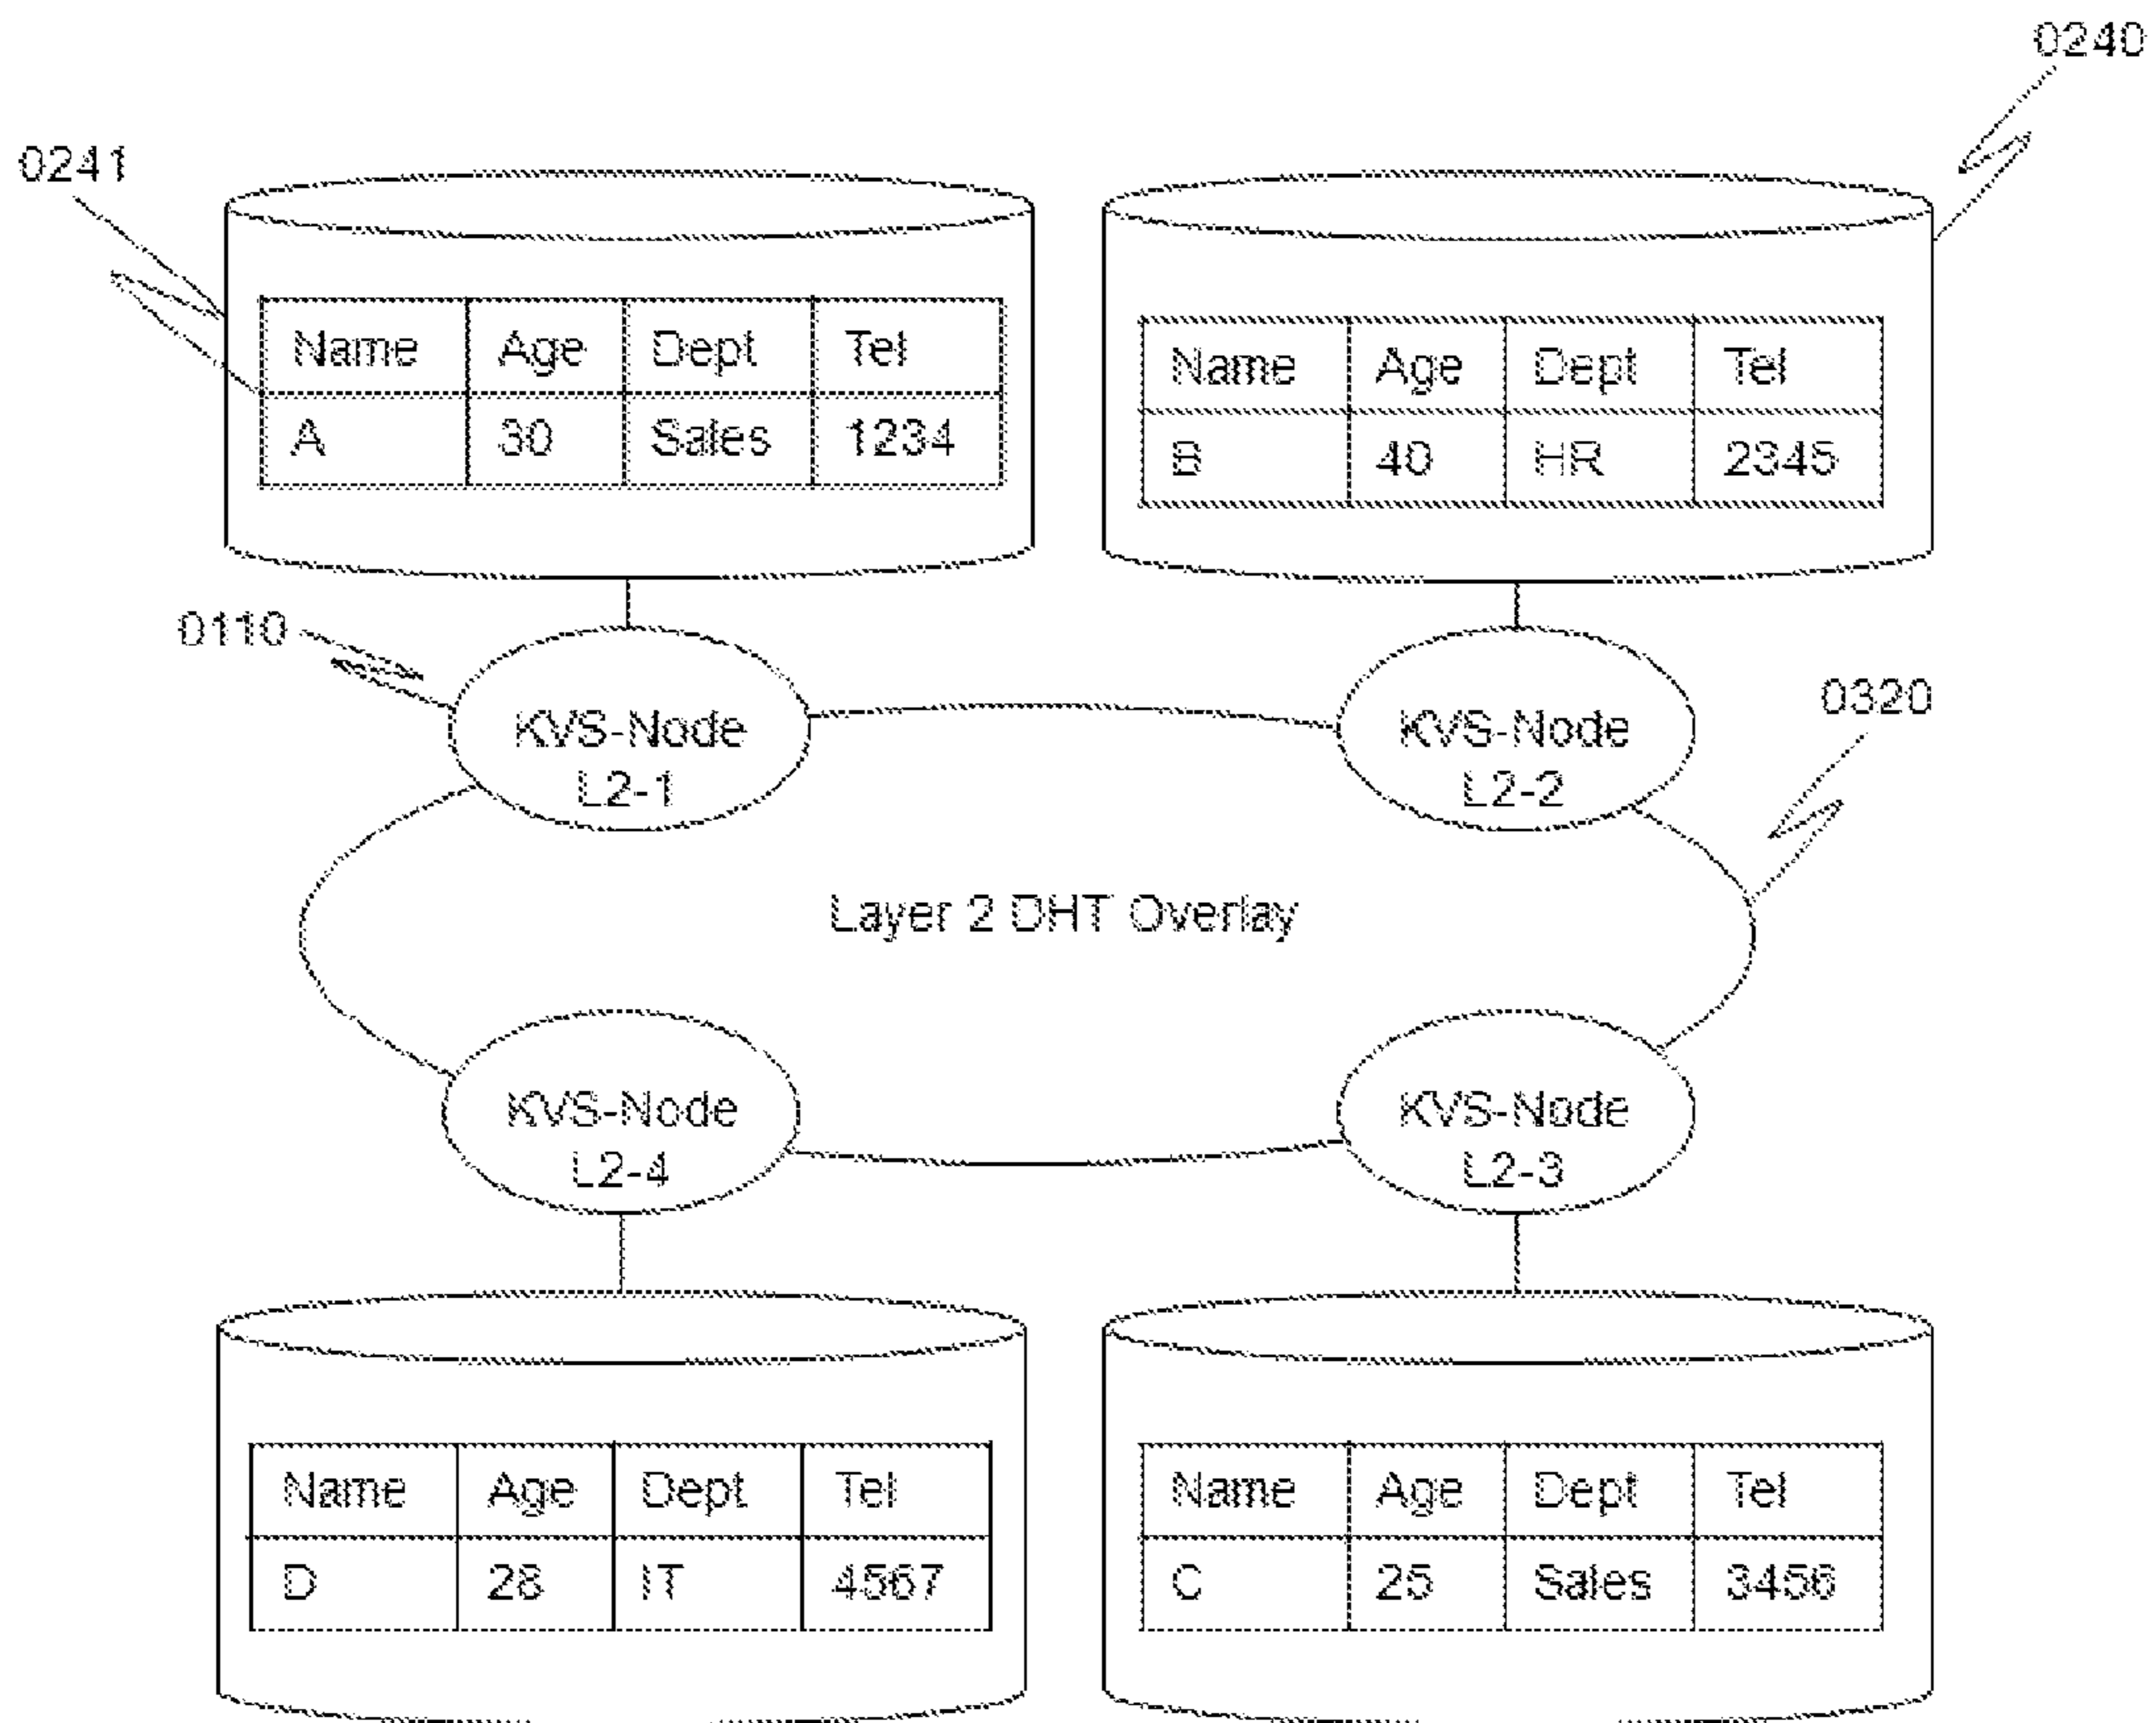 0240
0241
Name Age Dept Tel
A 30 Sales 1234
Name Age Dept Tel
B 40 HR 2345
0110
KVS-Node
L2-1
KVS-Node
L2-2
0320
Layer 2 DHT Overlay
KVS-Node
L2-4
KVS-Node
L2-3
Name Age Dept Tel
D 28 IT 4567
Name Age Dept Tel
C 25 Sales 3456